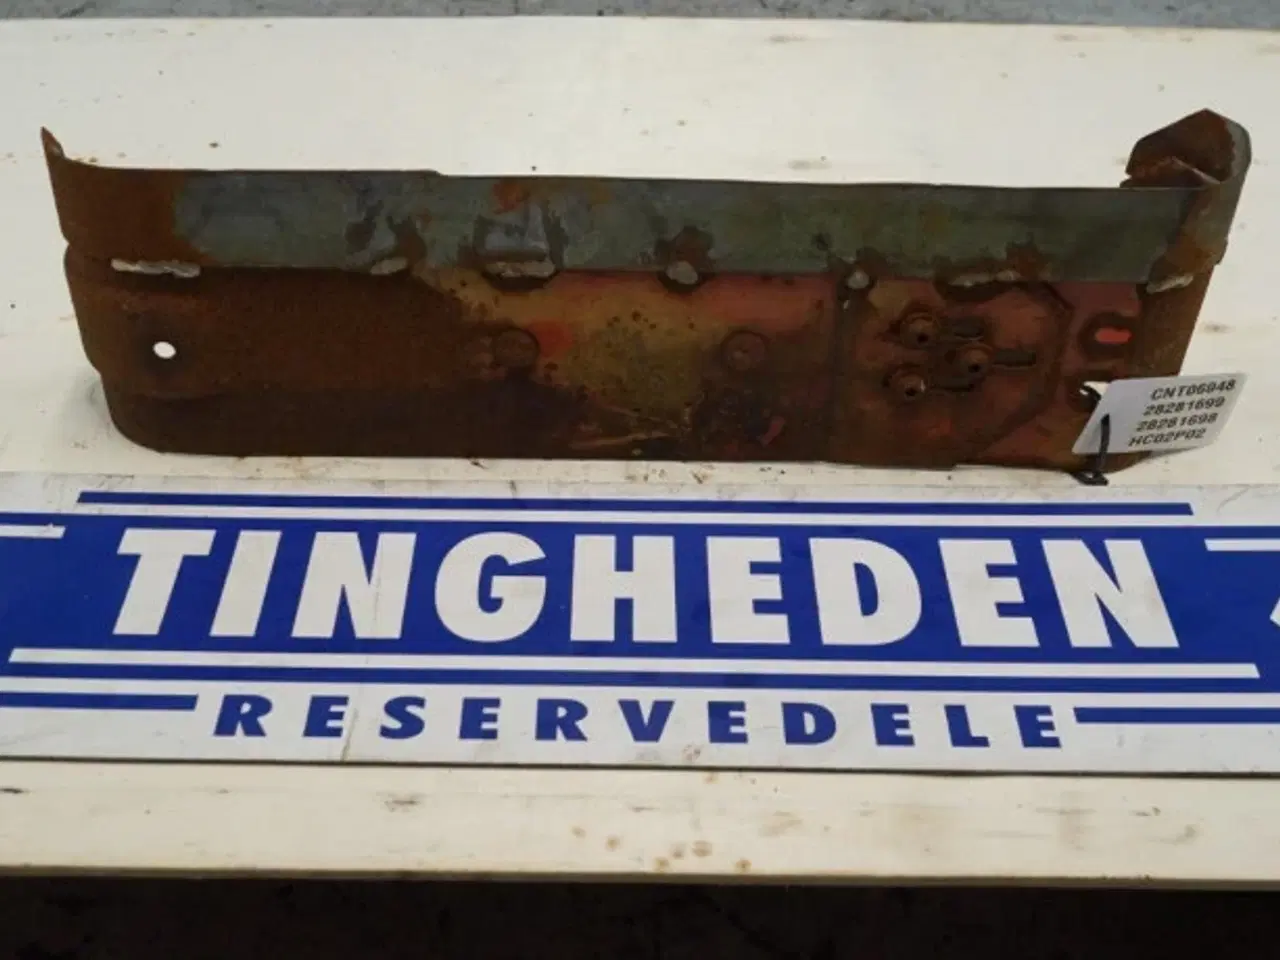 CNT06948
28281699
28281698
HC02P02
TINGHEDEN
RESERVEDELE